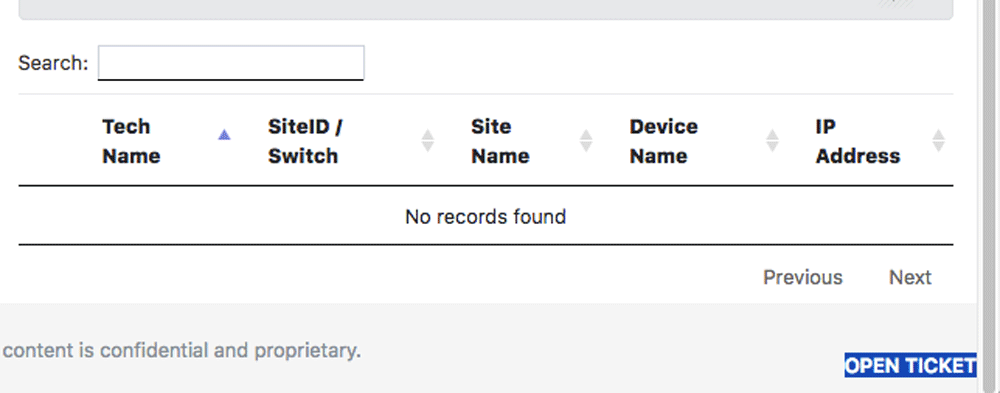 Search:
Tech Name
SiteID / Switch
Site Name
Device Name
IP Address
No records found
Previous Next
content is confidential and proprietary.
OPEN TICKET